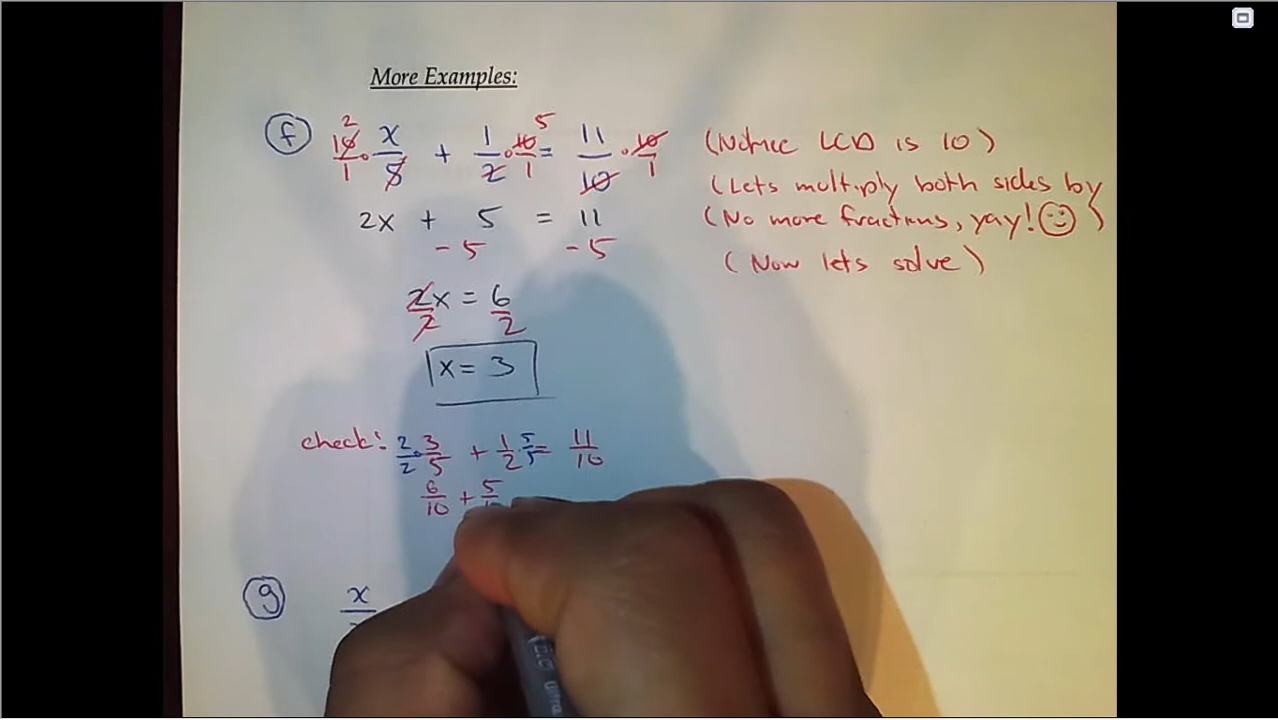 More Examples:
f 2 10/1 · x/5 + 1/2 · 10/1 5 = 11/10 · 10/1 (Notice LCD is 10)
(Lets multiply both sides by
2x + 5 = 11 (No more fractions, yay! ☺)
- 5 - 5 (Now lets solve)
2x/2 = 6/2
x = 3
check: 2/2 · 3/5 + 1/2 · 5/5 = 11/10
6/10 + 5/
g x